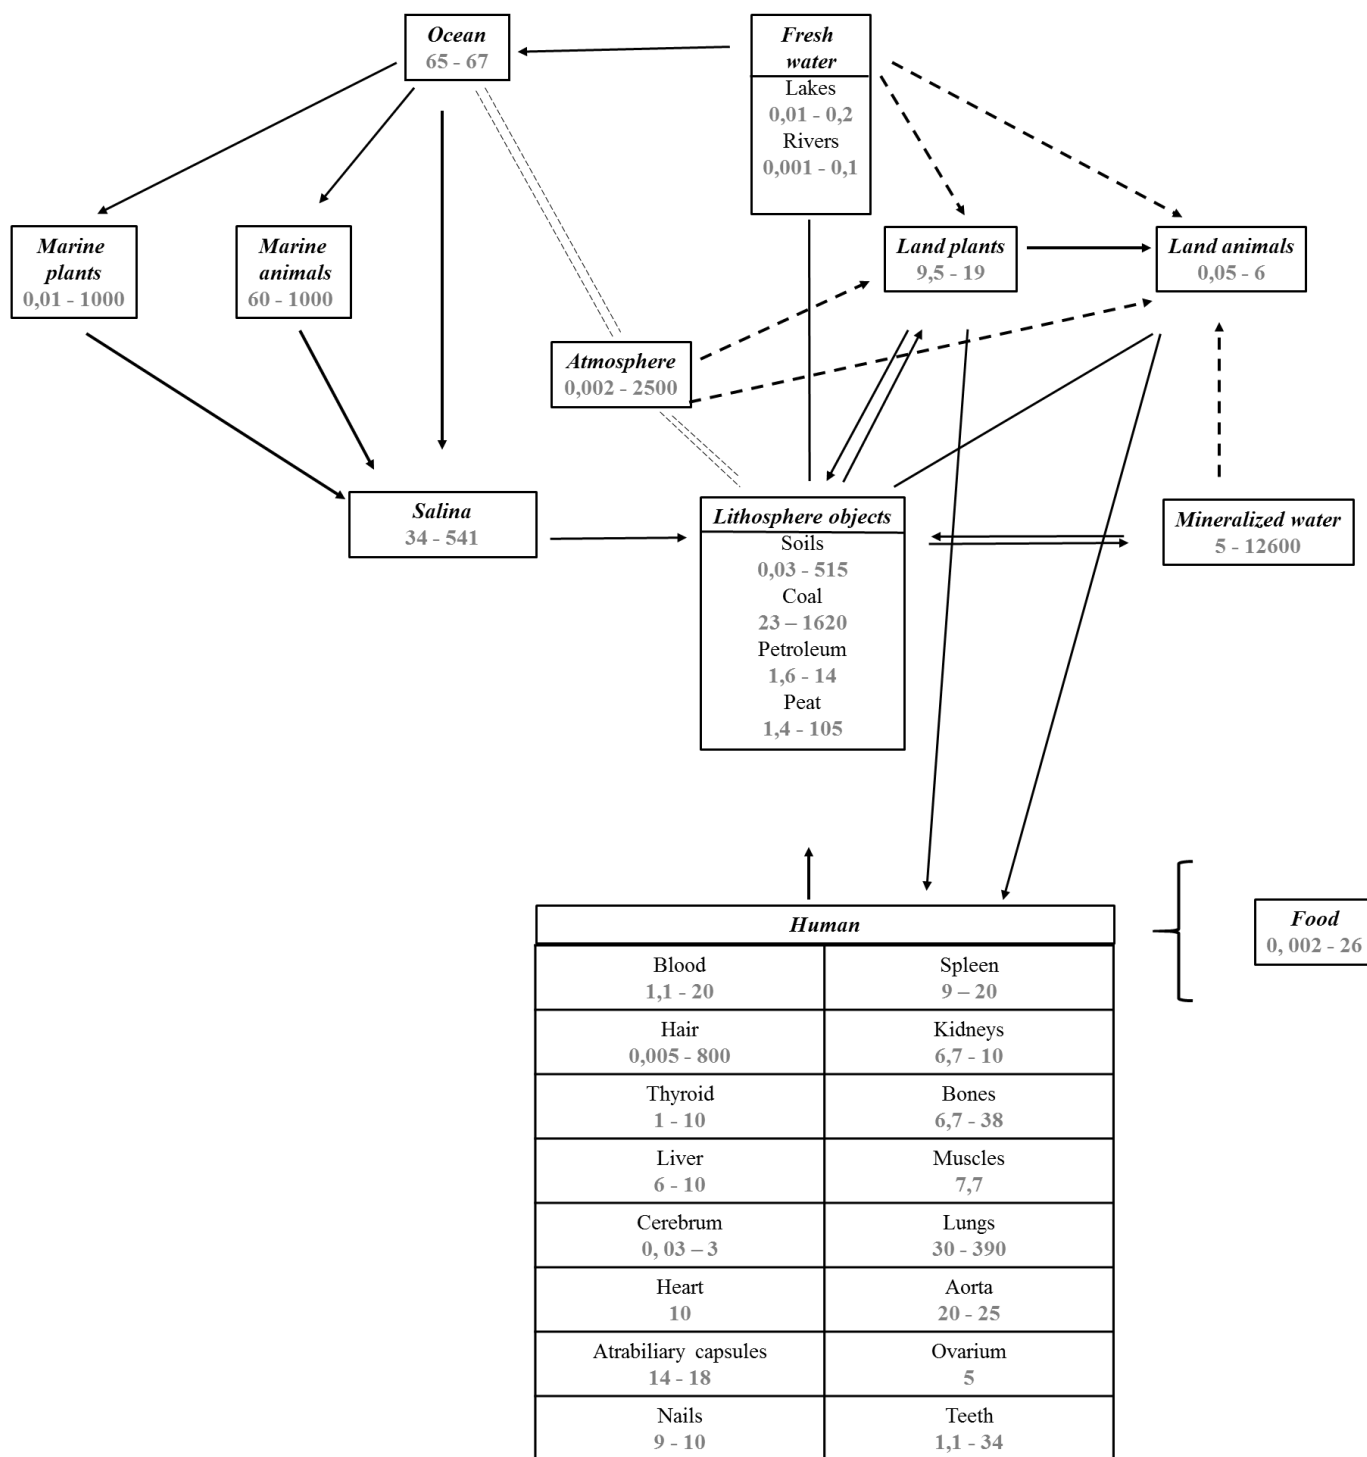 Ocean
65 - 67
Fresh
water
Lakes
0,01 - 0,2
Rivers
0,001 - 0,1
Marine
plants
0,01 - 1000
Marine
animals
60 - 1000
Land plants
9,5 - 19
Land animals
0,05 - 6
Atmosphere
0,002 - 2500
Salina
34 - 541
Lithosphere objects
Soils
0,03 - 515
Coal
23 – 1620
Petroleum
1,6 - 14
Peat
1,4 - 105
Mineralized water
5 - 12600
Human
Food
0, 002 - 26
Blood
1,1 - 20
Spleen
9 – 20
Hair
0,005 - 800
Kidneys
6,7 - 10
Thyroid
1 - 10
Bones
6,7 - 38
Liver
6 - 10
Muscles
7,7
Cerebrum
0, 03 – 3
Lungs
30 - 390
Heart
10
Aorta
20 - 25
Atrabiliary capsules
14 - 18
Ovarium
5
Nails
9 - 10
Teeth
1,1 - 34